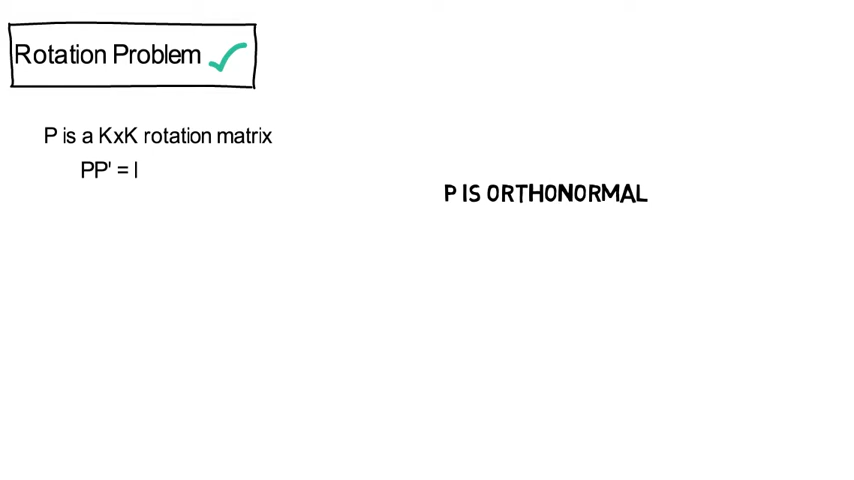 Rotation Problem
P is a KxK rotation matrix
PP' = I
P IS ORTHONORMAL